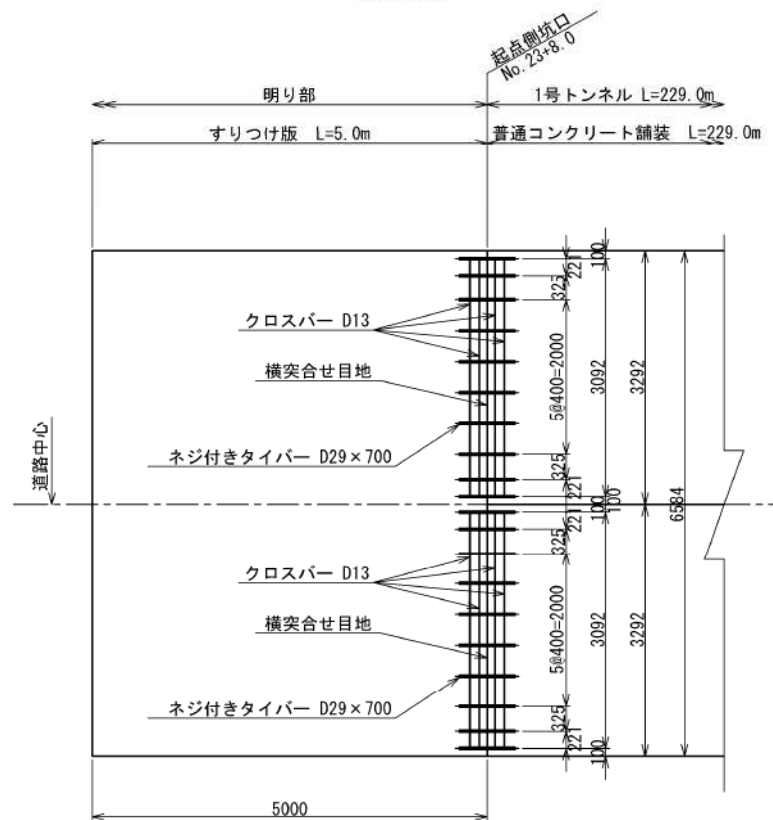 起点側坑口
No. 23+8.0
明り部
1号トンネル L=229.0m
すりつけ版 L=5.0m
普通コンクリート舗装 L=229.0m
100
221
325
クロスバー D13
横突合せ目地
5@400=2000
3092
3292
ネジ付きタイバー D29×700
325
221
道路中心
100
100
6584
221
325
クロスバー D13
横突合せ目地
5@400=2000
3092
3292
ネジ付きタイバー D29×700
325
221
100
5000